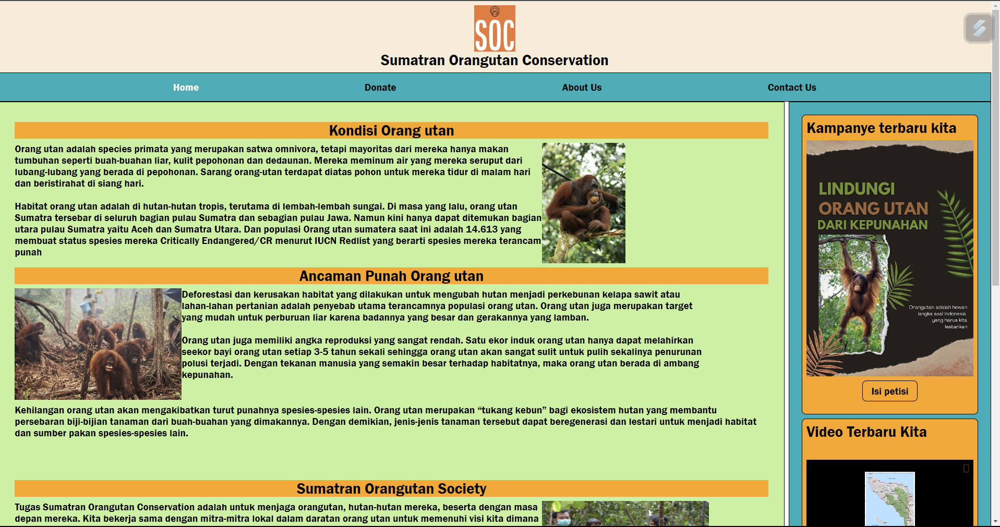 SOC
Sumatran Orangutan Conservation
Home
Donate
About Us
Contact Us
Kondisi Orang utan
Orang utan adalah species primata yang merupakan satwa omnivora, tetapi mayoritas dari mereka hanya makan
tumbuhan seperti buah-buahan liar, kulit pepohonan dan dedaunan. Mereka meminum air yang mereka seruput dari
lubang-lubang yang berada di pepohonan. Sarang orang-utan terdapat diatas pohon untuk mereka tidur di malam hari
dan beristirahat di siang hari.
Habitat orang utan adalah di hutan-hutan tropis, terutama di lembah-lembah sungai. Di masa yang lalu, orang utan
Sumatra tersebar di seluruh bagian pulau Sumatra dan sebagian pulau Jawa. Namun kini hanya dapat ditemukan bagian
utara pulau Sumatra yaitu Aceh dan Sumatra Utara. Dan populasi Orang utan sumatera saat ini adalah 14.613 yang
membuat status spesies mereka Critically Endangered/CR menurut IUCN Redlist yang berarti spesies mereka terancam
punah
Ancaman Punah Orang utan
Deforestasi dan kerusakan habitat yang dilakukan untuk mengubah hutan menjadi perkebunan kelapa sawit atau
lahan-lahan pertanian adalah penyebab utama terancamnya populasi orang utan. Orang utan juga merupakan target
yang mudah untuk perburuan liar karena badannya yang besar dan gerakannya yang lamban.
Orang utan juga memiliki angka reproduksi yang sangat rendah. Satu ekor induk orang utan hanya dapat melahirkan
seekor bayi orang utan setiap 3-5 tahun sekali sehingga orang utan akan sangat sulit untuk pulih sekalinya penurunan
polusi terjadi. Dengan tekanan manusia yang semakin besar terhadap habitatnya, maka orang utan berada di ambang
kepunahan.
Kehilangan orang utan akan mengakibatkan turut punahnya spesies-spesies lain. Orang utan merupakan “tukang kebun” bagi ekosistem hutan yang membantu
persebaran biji-bijian tanaman dari buah-buahan yang dimakannya. Dengan demikian, jenis-jenis tanaman tersebut dapat beregenerasi dan lestari untuk menjadi habitat
dan sumber pakan spesies-spesies lain.
Sumatran Orangutan Society
Tugas Sumatran Orangutan Conservation adalah untuk menjaga orangutan, hutan-hutan mereka, beserta dengan masa
depan mereka. Kita bekerja sama dengan mitra-mitra lokal dalam daratan orang utan untuk memenuhi visi kita dimana
Kampanye terbaru kita
LINDUNGI
ORANG UTAN
DARI KEPUNAHAN
Orangutan adalah hewan
langka asal Indonesia
yang harus kita
lestarikan
Isi petisi
Video Terbaru Kita